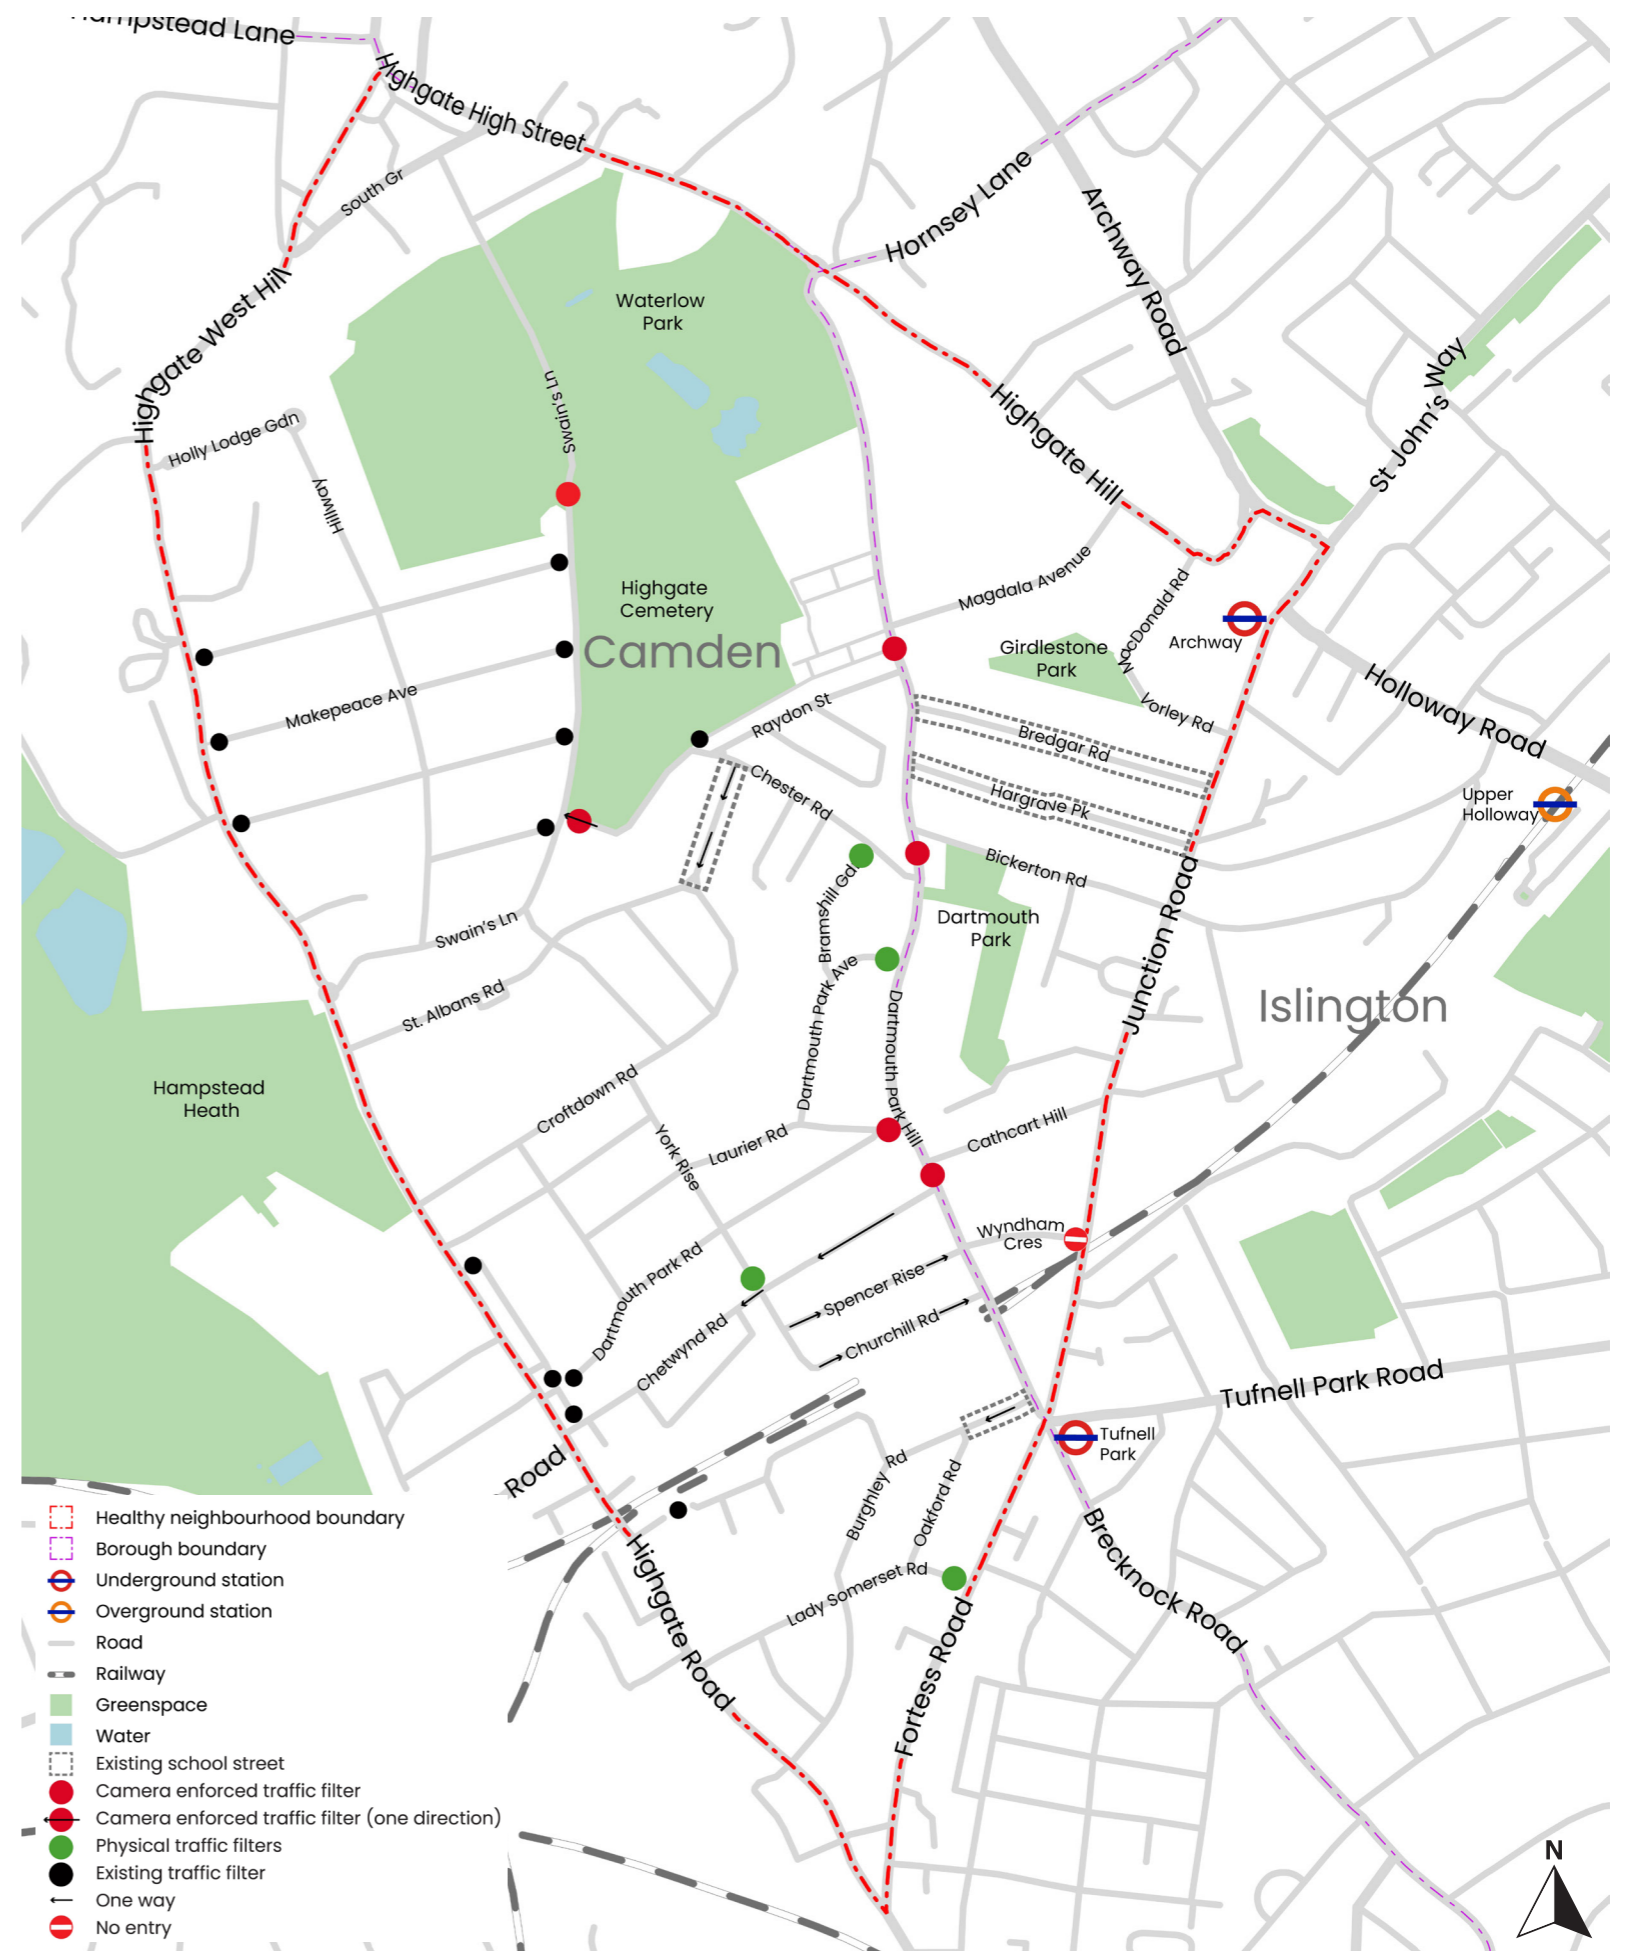 Hampstead Lane
Highgate High Street
South Gr
Hornsey Lane
Archway Road
Highgate West Hill
Waterlow
Park
St John's Way
Swain's Ln
Holly Lodge Gdn
Hillway
Highgate Hill
Magdala Avenue
MacDonald Rd
Highgate
Cemetery
Camden
Girdlestone
Park
Archway
Makepeace Ave
Raydon St
Vorley Rd
Holloway Road
Bredgar Rd
Chester Rd
Hargrave Pk
Upper
Holloway
Bickerton Rd
Bramshill Gdn
Swain's Ln
Dartmouth
Park
Dartmouth Park Ave
St. Albans Rd
Junction Road
Islington
Dartmouth Park Hill
Hampstead
Heath
Croftdown Rd
York Rise
Laurier Rd
Cathcart Hill
Wyndham
Cres
Dartmouth Park Rd
Spencer Rise
Chetwynd Rd
Churchill Rd
Tufnell Park Road
Tufnell
Park
Road
Burghley Rd
Oakford Rd
Lady Somerset Rd
Highgate Road
Brecknock Road
Fortess Road
Healthy neighbourhood boundary
Borough boundary
Underground station
Overground station
Road
Railway
Greenspace
Water
Existing school street
Camera enforced traffic filter
Camera enforced traffic filter (one direction)
Physical traffic filters
Existing traffic filter
One way
No entry
N